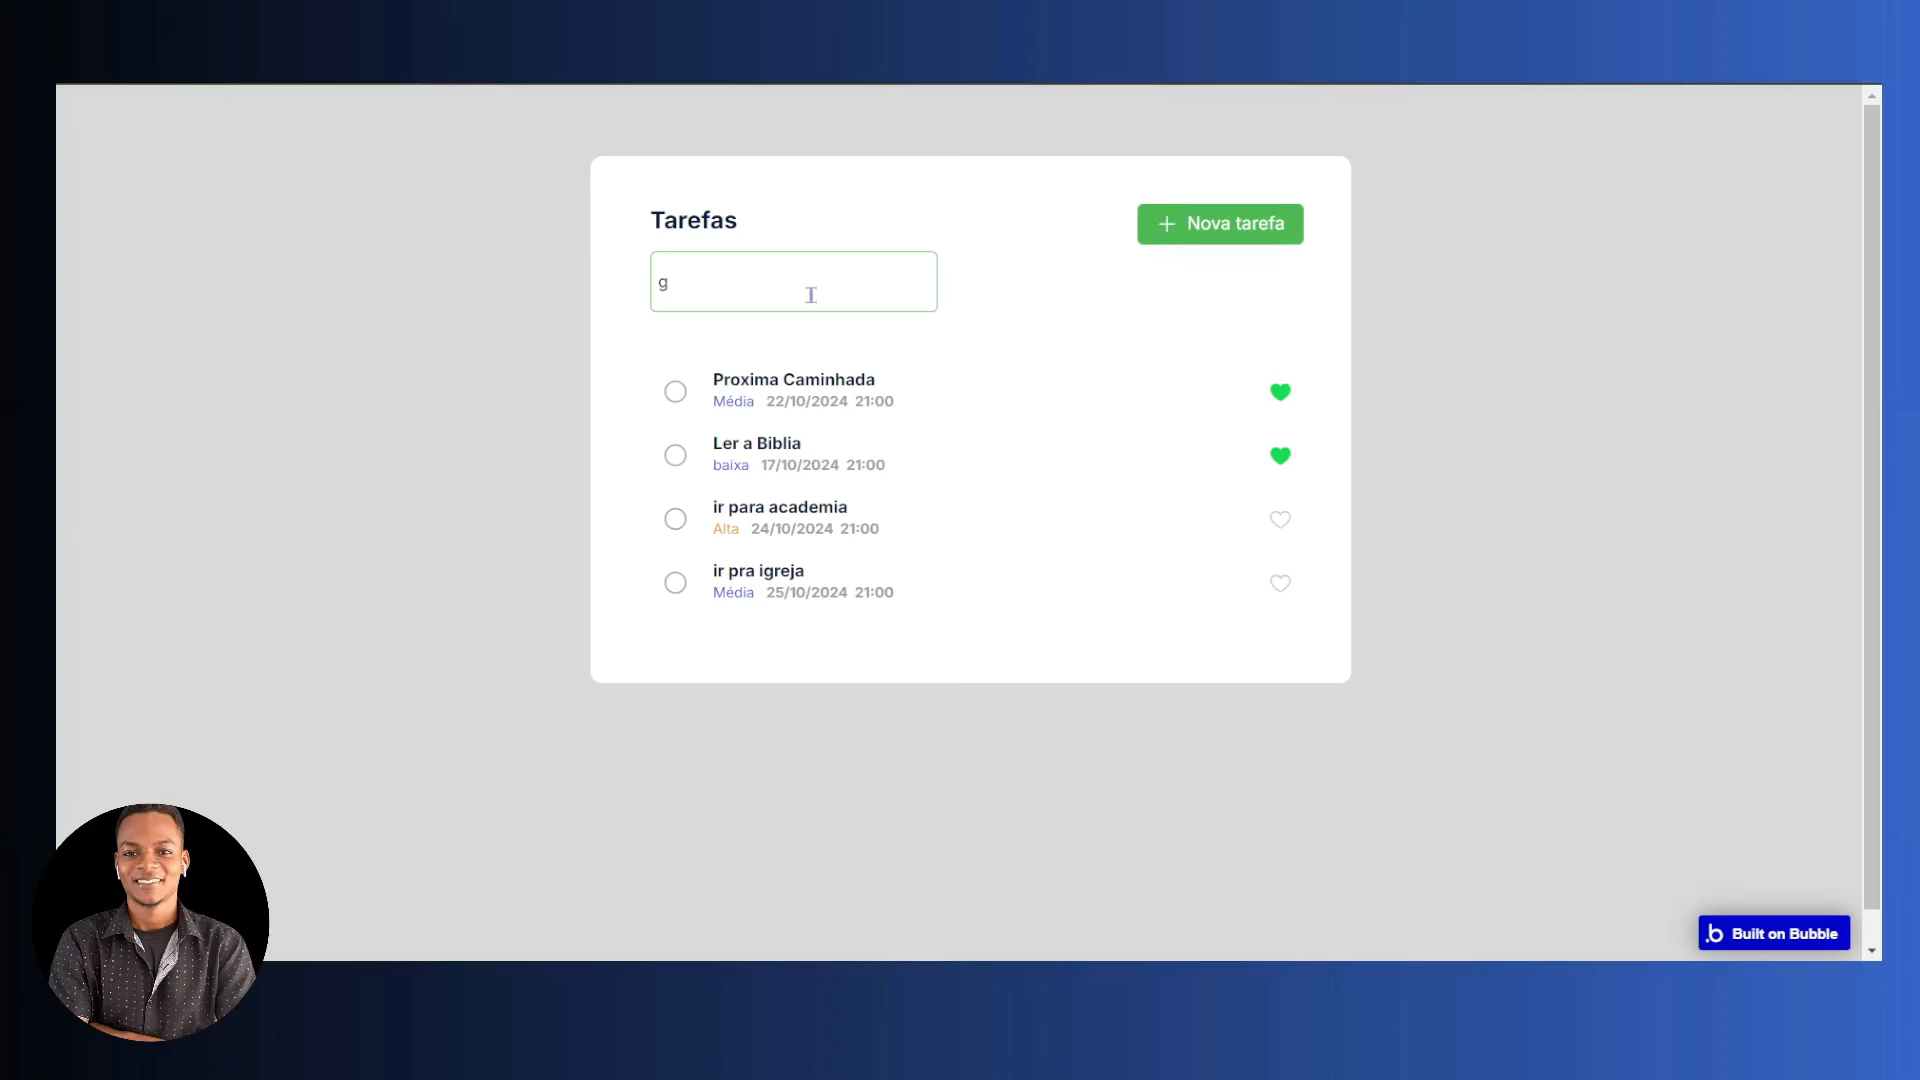 Tarefas
Nova tarefa
g
Proxima Caminhada
Média 22/10/2024 21:00
Ler a Biblia
baixa 17/10/2024 21:00
ir para academia
Alta 24/10/2024 21:00
ir pra igreja
Média 25/10/2024 21:00
.b Built on Bubble